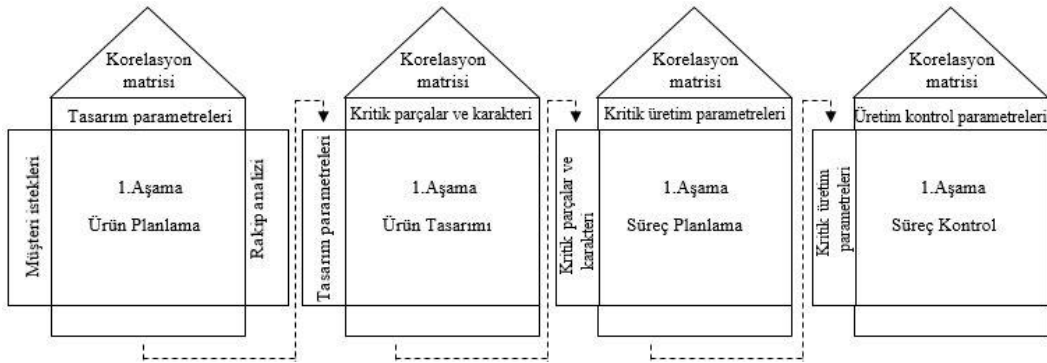 Korelasyon
matrisi
Tasarım parametreleri
Müşteri istekleri
1.Aşama
Ürün Planlama
Rakip analizi
Korelasyon
matrisi
Kritik parçalar ve karakteri
Tasarım parametreleri
1.Aşama
Ürün Tasarımı
Korelasyon
matrisi
Kritik üretim parametreleri
Kritik parçalar ve
karakteri
1.Aşama
Süreç Planlama
Korelasyon
matrisi
Üretim kontrol parametreleri
Kritik üretim
parametreleri
1.Aşama
Süreç Kontrol